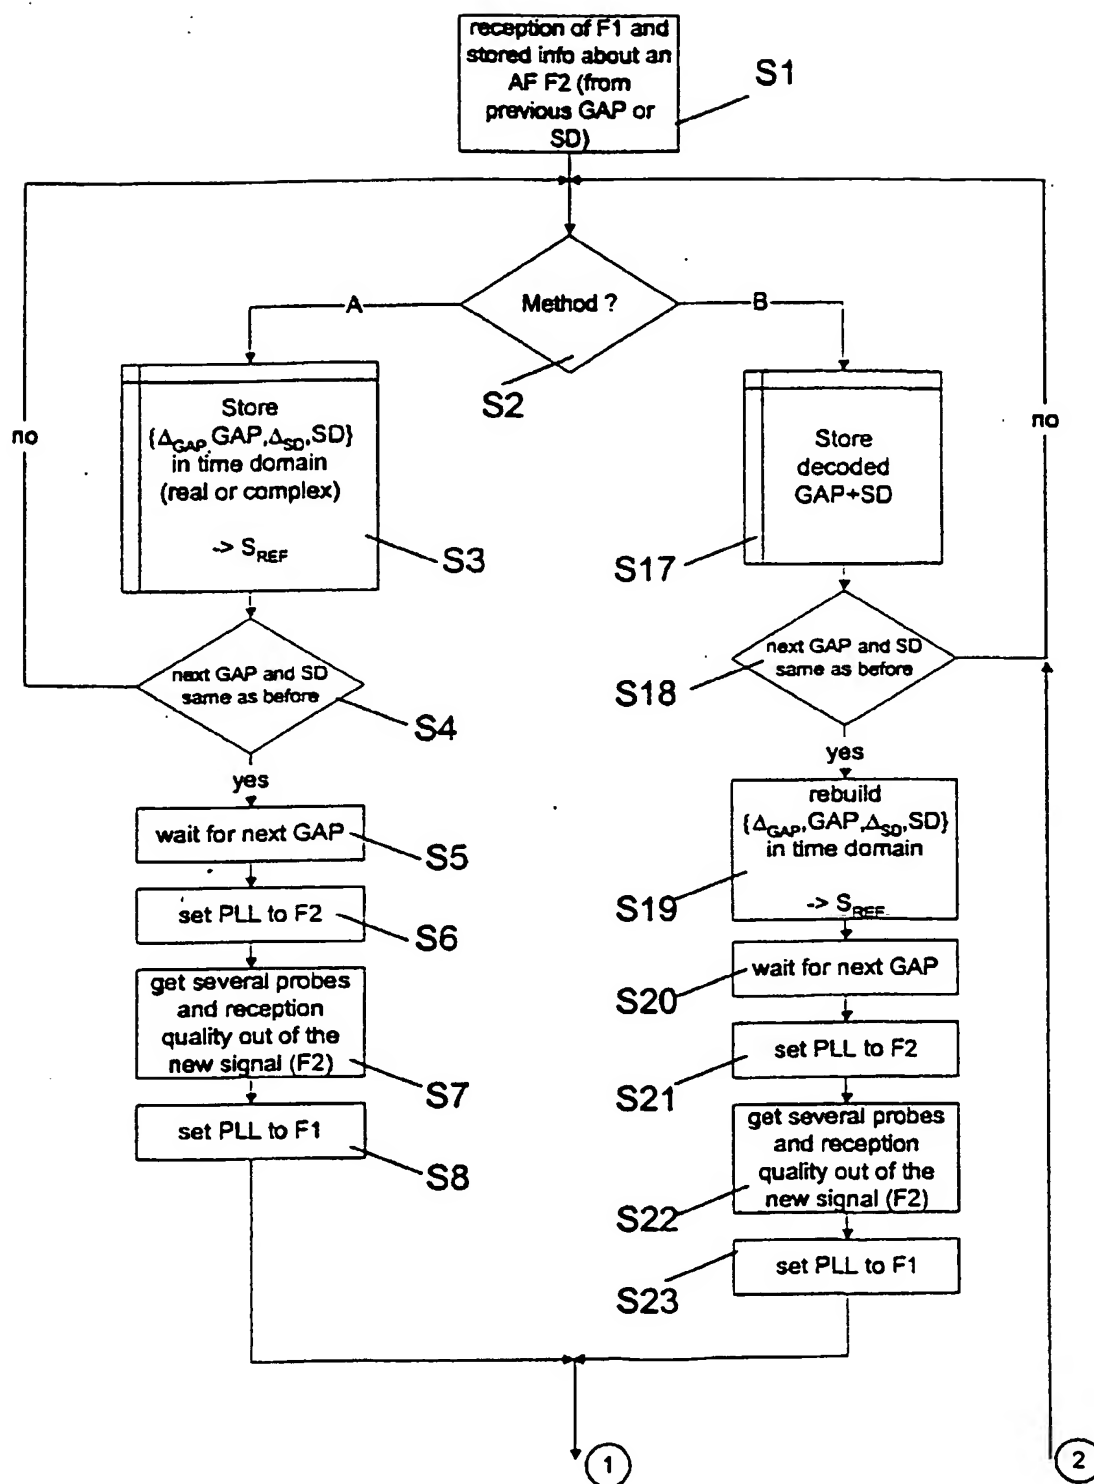 reception of F1 and
stored info about an
AF F2 (from
previous GAP or
SD)
S1
Method ?
A
B
S2
no
no
Store
{Δ_GAP, GAP, Δ_SD, SD}
in time domain
(real or complex)
-> S_REF
S3
Store
decoded
GAP+SD
S17
next GAP and SD
same as before
S4
next GAP and SD
same as before
S18
yes
yes
wait for next GAP
S5
set PLL to F2
S6
get several probes
and reception
quality out of the
new signal (F2)
S7
set PLL to F1
S8
rebuild
{Δ_GAP, GAP, Δ_SD, SD}
in time domain
-> S_REF
S19
wait for next GAP
S20
set PLL to F2
S21
get several probes
and reception
quality out of the
new signal (F2)
S22
set PLL to F1
S23
1
2